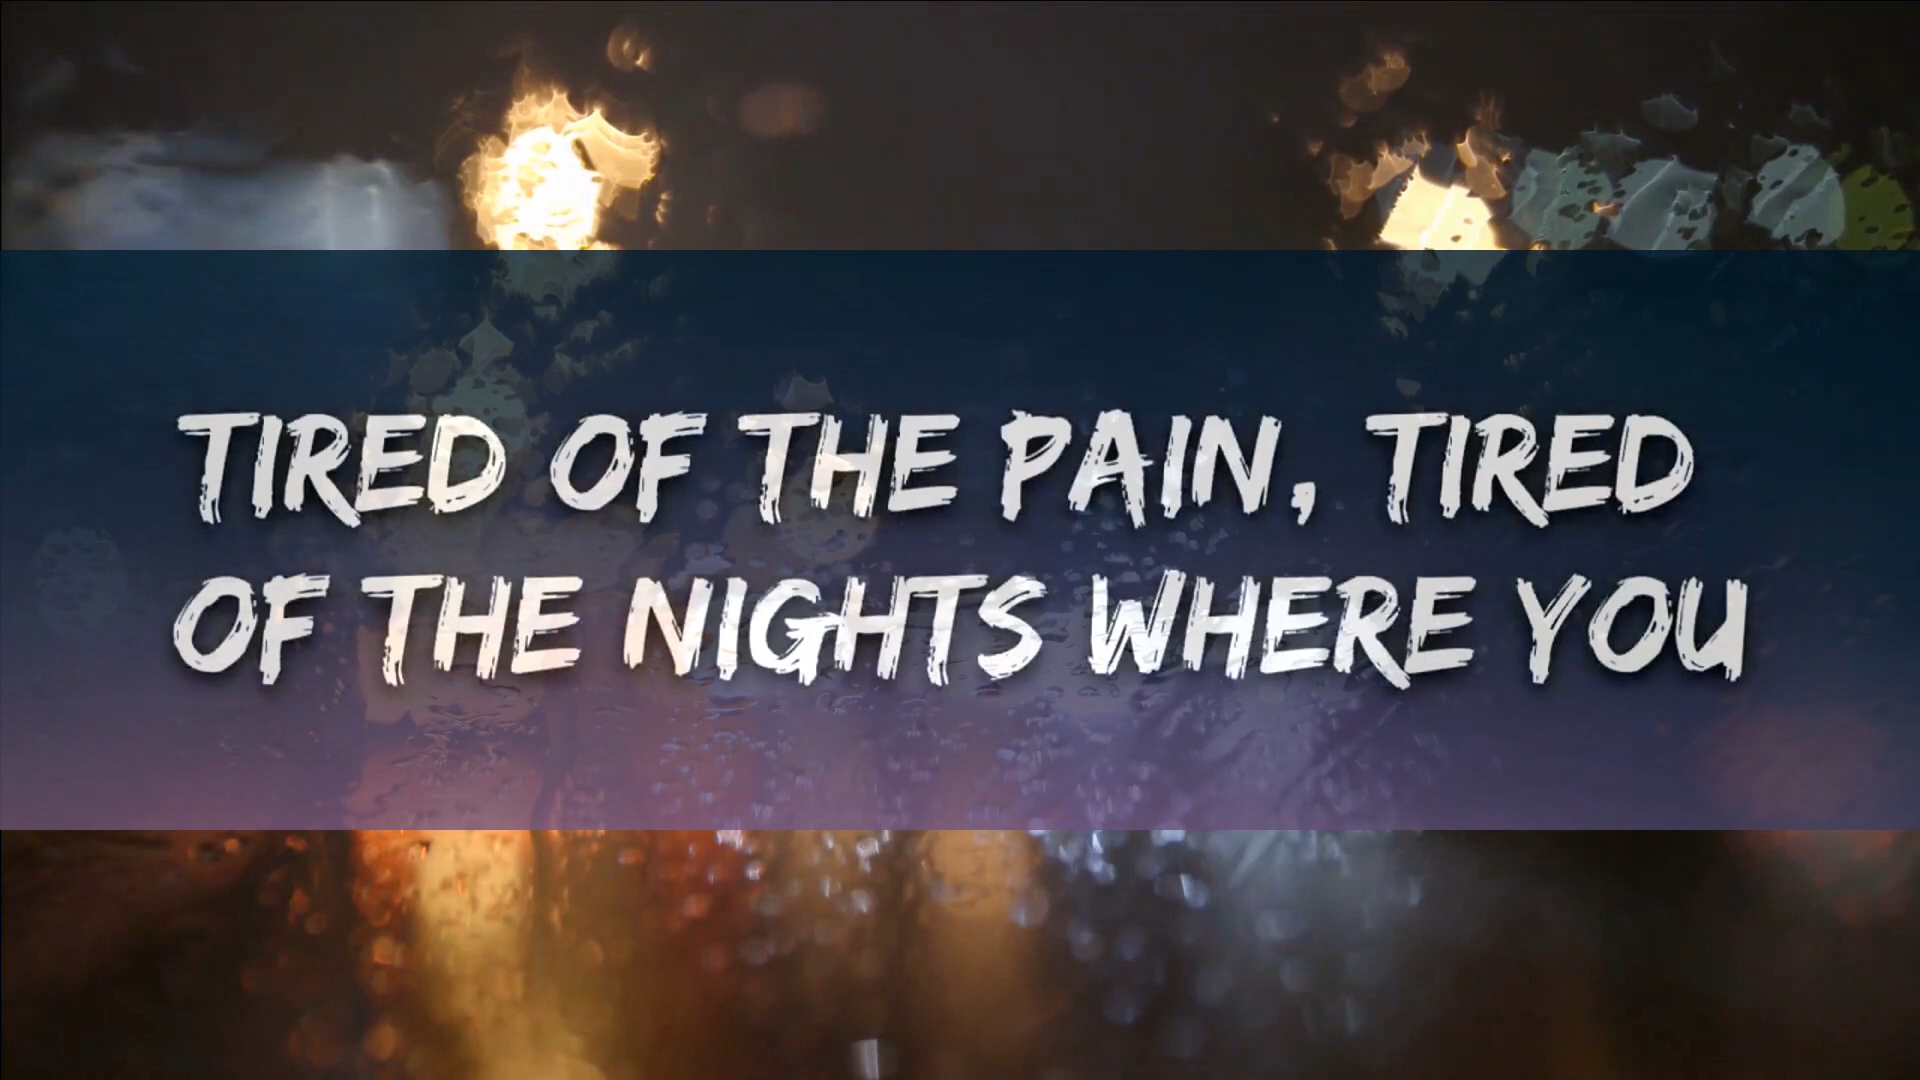 TIRED OF THE PAIN, TIRED
OF THE NIGHTS WHERE YOU